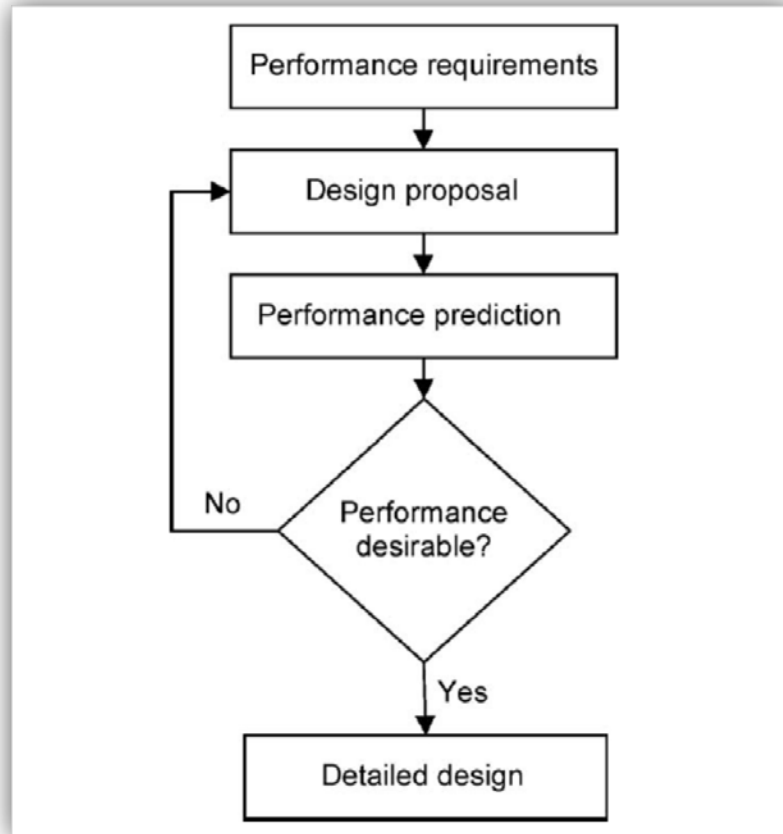 Performance requirements
Design proposal
Performance prediction
No
Performance
desirable?
Yes
Detailed design